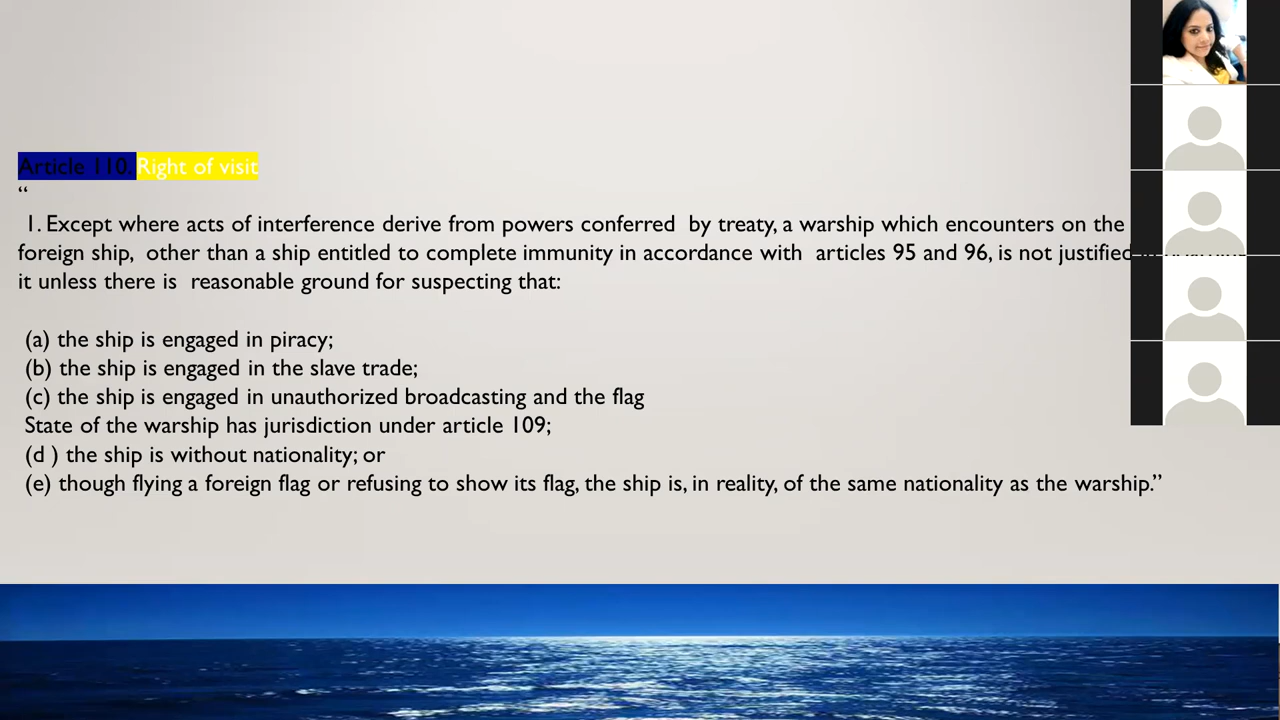 Article 110. Right of visit
“
1. Except where acts of interference derive from powers conferred by treaty, a warship which encounters on the
foreign ship, other than a ship entitled to complete immunity in accordance with articles 95 and 96, is not justified
it unless there is reasonable ground for suspecting that:
(a) the ship is engaged in piracy;
(b) the ship is engaged in the slave trade;
(c) the ship is engaged in unauthorized broadcasting and the flag
State of the warship has jurisdiction under article 109;
(d ) the ship is without nationality; or
(e) though flying a foreign flag or refusing to show its flag, the ship is, in reality, of the same nationality as the warship.”